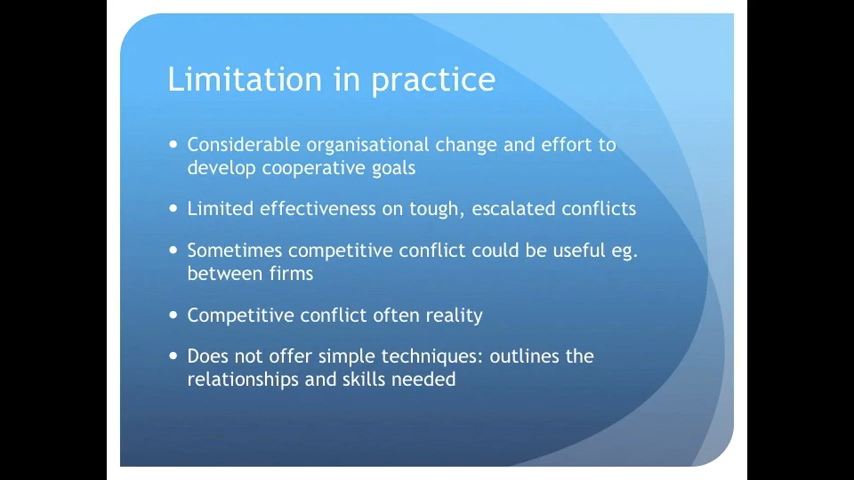 Limitation in practice
• Considerable organisational change and effort to
develop cooperative goals
• Limited effectiveness on tough, escalated conflicts
• Sometimes competitive conflict could be useful eg.
between firms
• Competitive conflict often reality
• Does not offer simple techniques: outlines the
relationships and skills needed